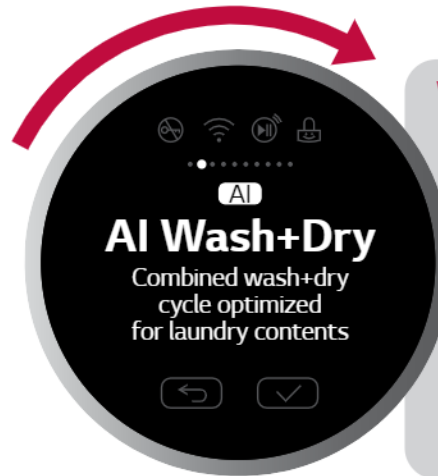 AI
AI Wash+Dry
Combined wash+dry
cycle optimized
for laundry contents